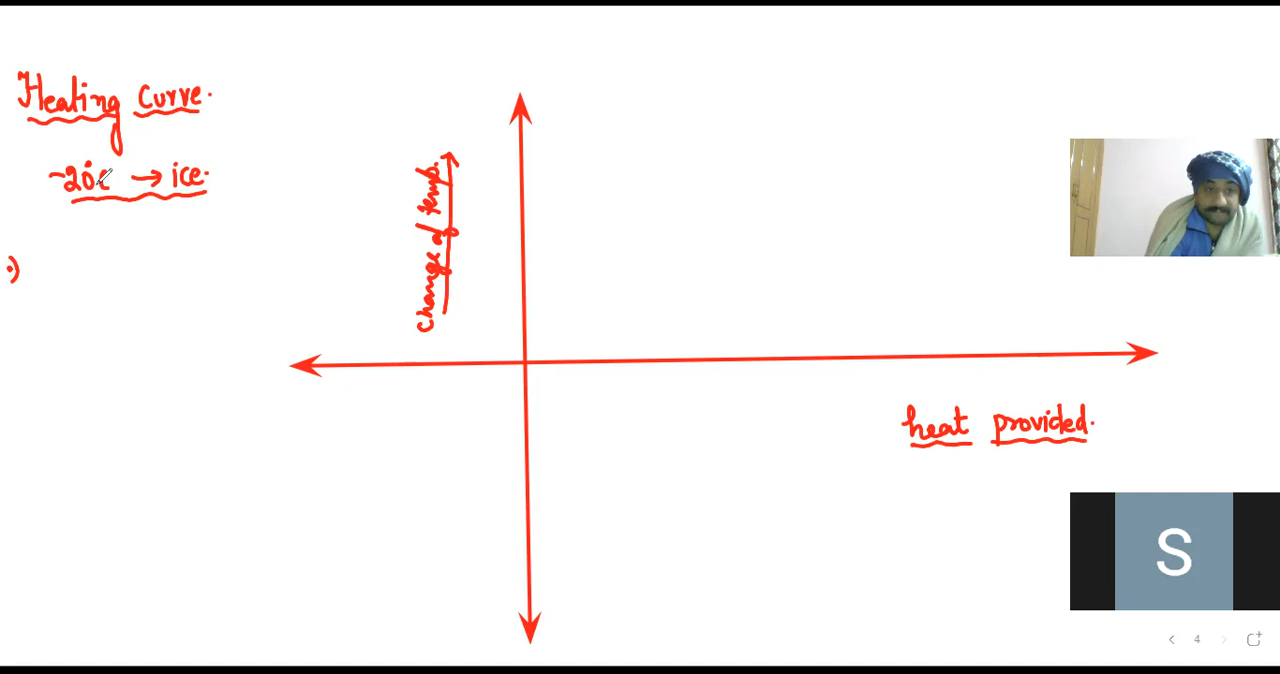 Heating Curve.
-20°c → ice.
•)
change of temp.
heat provided.
S
< 4 >